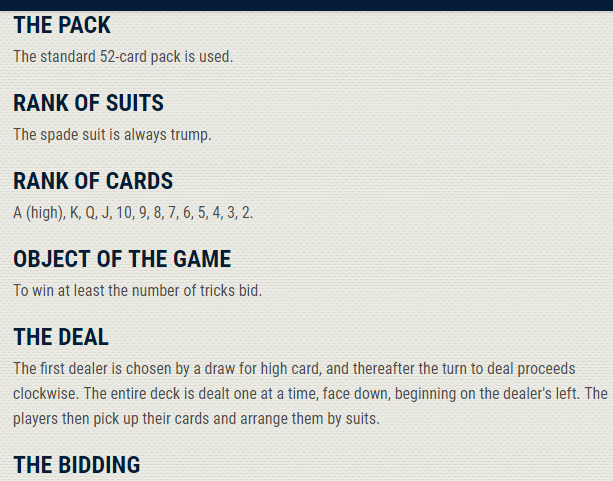 THE PACK
The standard 52-card pack is used.
RANK OF SUITS
The spade suit is always trump.
RANK OF CARDS
A (high), K, Q, J, 10, 9, 8, 7, 6, 5, 4, 3, 2.
OBJECT OF THE GAME
To win at least the number of tricks bid.
THE DEAL
The first dealer is chosen by a draw for high card, and thereafter the turn to deal proceeds
clockwise. The entire deck is dealt one at a time, face down, beginning on the dealer's left. The
players then pick up their cards and arrange them by suits.
THE BIDDING